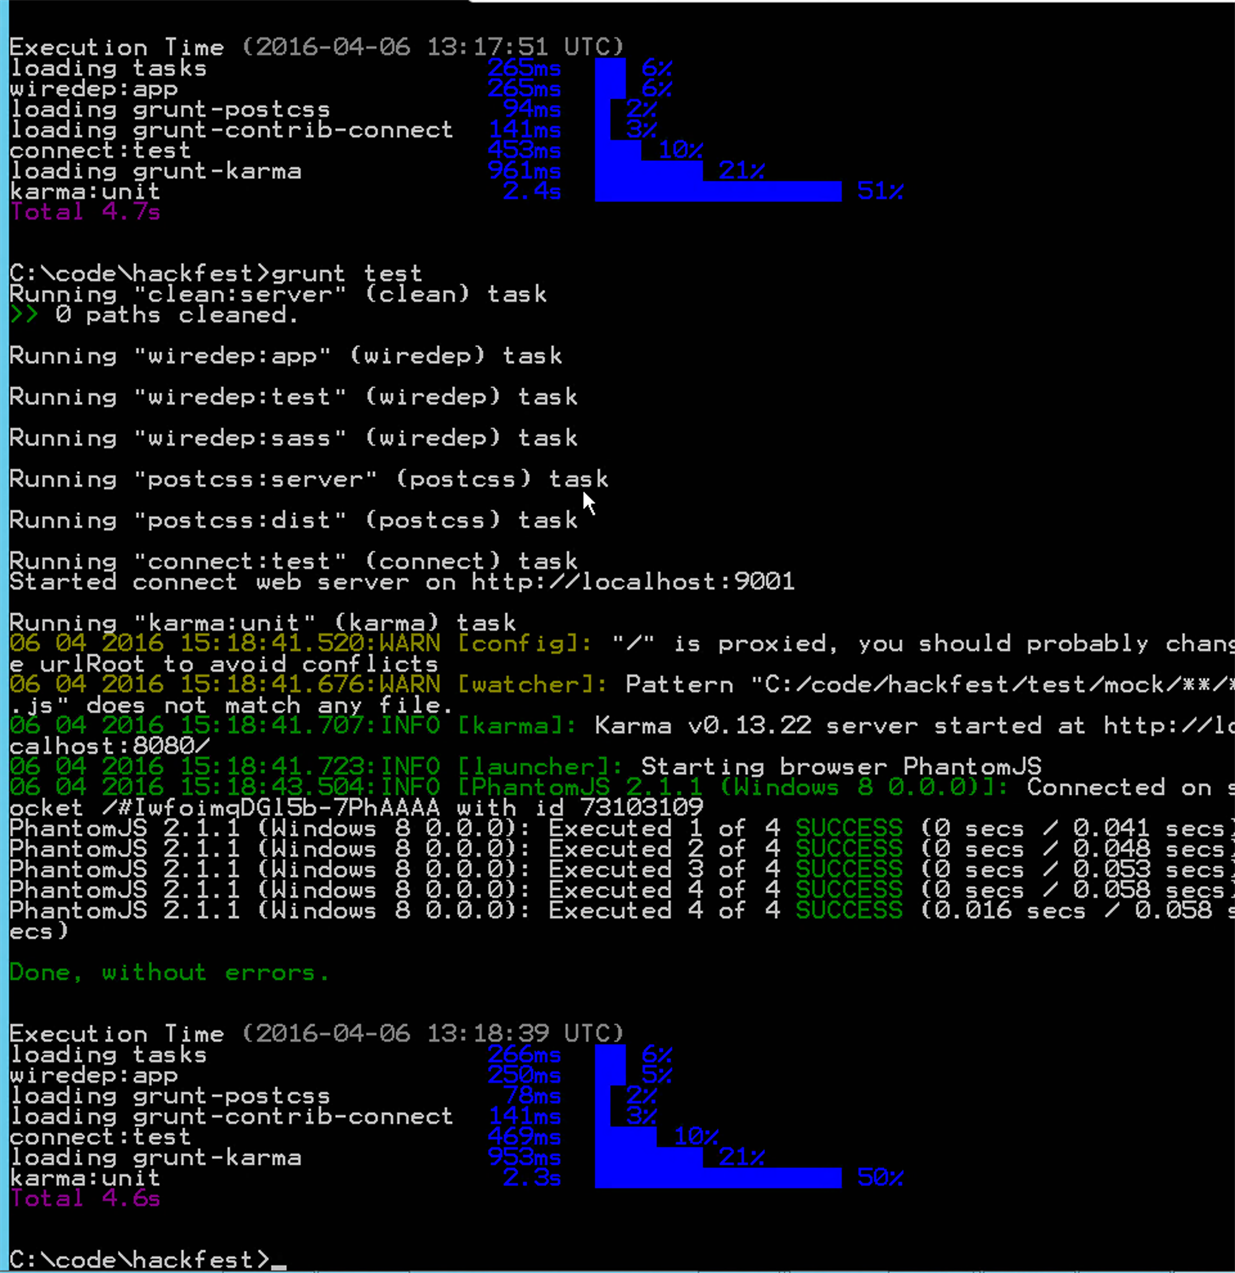 Execution Time (2016-04-06 13:17:51 UTC)
loading tasks 265ms 6%
wiredep:app 265ms 6%
loading grunt-postcss 94ms 2%
loading grunt-contrib-connect 141ms 3%
connect:test 453ms 10%
loading grunt-karma 961ms 21%
karma:unit 2.4s 51%
Total 4.7s
C:\code\hackfest>grunt test
Running "clean:server" (clean) task
>> 0 paths cleaned.
Running "wiredep:app" (wiredep) task
Running "wiredep:test" (wiredep) task
Running "wiredep:sass" (wiredep) task
Running "postcss:server" (postcss) task
Running "postcss:dist" (postcss) task
Running "connect:test" (connect) task
Started connect web server on http://localhost:9001
Running "karma:unit" (karma) task
06 04 2016 15:18:41.520:WARN [config]: "/" is proxied, you should probably chang
e urlRoot to avoid conflicts
06 04 2016 15:18:41.676:WARN [watcher]: Pattern "C:/code/hackfest/test/mock/**/*
.js" does not match any file.
06 04 2016 15:18:41.707:INFO [karma]: Karma v0.13.22 server started at http://lo
calhost:8080/
06 04 2016 15:18:41.723:INFO [launcher]: Starting browser PhantomJS
06 04 2016 15:18:43.504:INFO [PhantomJS 2.1.1 (Windows 8 0.0.0)]: Connected on s
ocket /#IwfoimqDGl5b-7PhAAAA with id 73103109
PhantomJS 2.1.1 (Windows 8 0.0.0): Executed 1 of 4 SUCCESS (0 secs / 0.041 secs)
PhantomJS 2.1.1 (Windows 8 0.0.0): Executed 2 of 4 SUCCESS (0 secs / 0.048 secs)
PhantomJS 2.1.1 (Windows 8 0.0.0): Executed 3 of 4 SUCCESS (0 secs / 0.053 secs)
PhantomJS 2.1.1 (Windows 8 0.0.0): Executed 4 of 4 SUCCESS (0 secs / 0.058 secs)
PhantomJS 2.1.1 (Windows 8 0.0.0): Executed 4 of 4 SUCCESS (0.016 secs / 0.058 s
ecs)
Done, without errors.
Execution Time (2016-04-06 13:18:39 UTC)
loading tasks 266ms 6%
wiredep:app 250ms 5%
loading grunt-postcss 78ms 2%
loading grunt-contrib-connect 141ms 3%
connect:test 469ms 10%
loading grunt-karma 953ms 21%
karma:unit 2.3s 50%
Total 4.6s
C:\code\hackfest>_